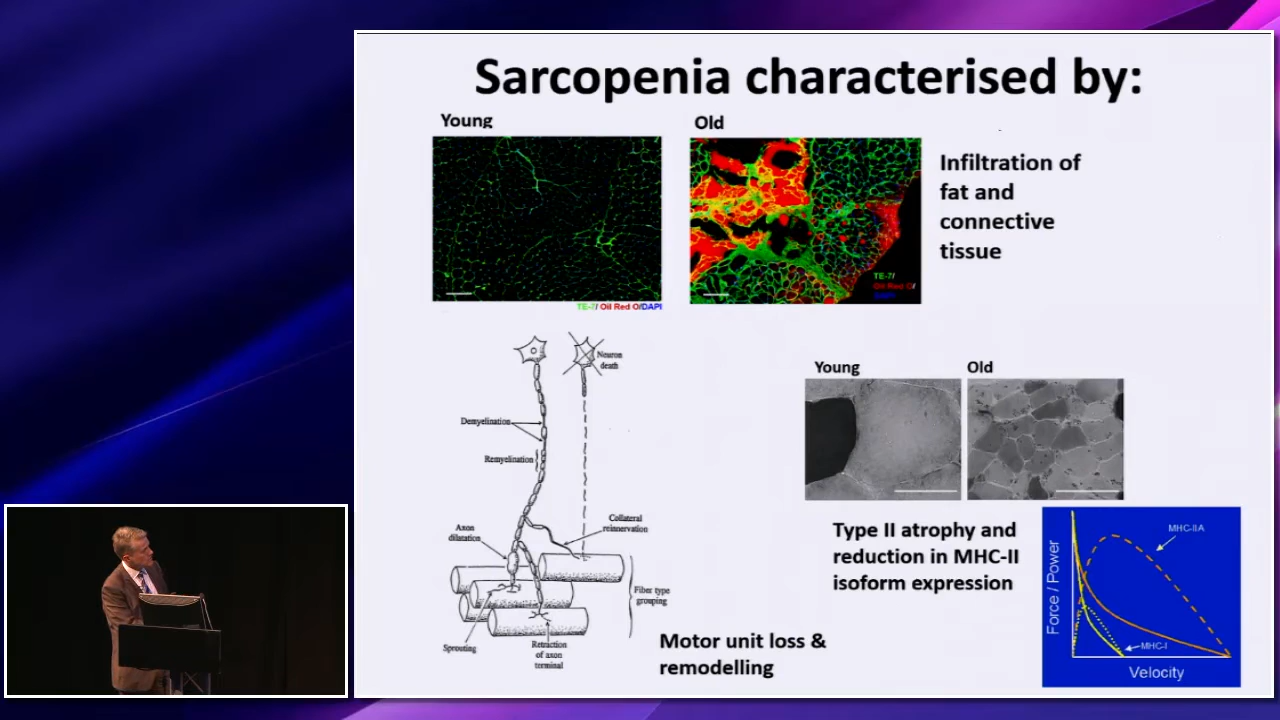 Sarcopenia characterised by:
Young
Old
Infiltration of
fat and
connective
tissue
TE-7/
Oil Red O/
DAPI
TE-7/ Oil Red O/DAPI
Neuron
death
Demyelination
Remyelination
Axon
dilatation
Collateral
reinnervation
Fiber type
grouping
Sprouting
Retraction
of axon
terminal
Motor unit loss &
remodelling
Young
Old
Type II atrophy and
reduction in MHC-II
isoform expression
Force / Power
MHC-IIA
MHC-I
Velocity